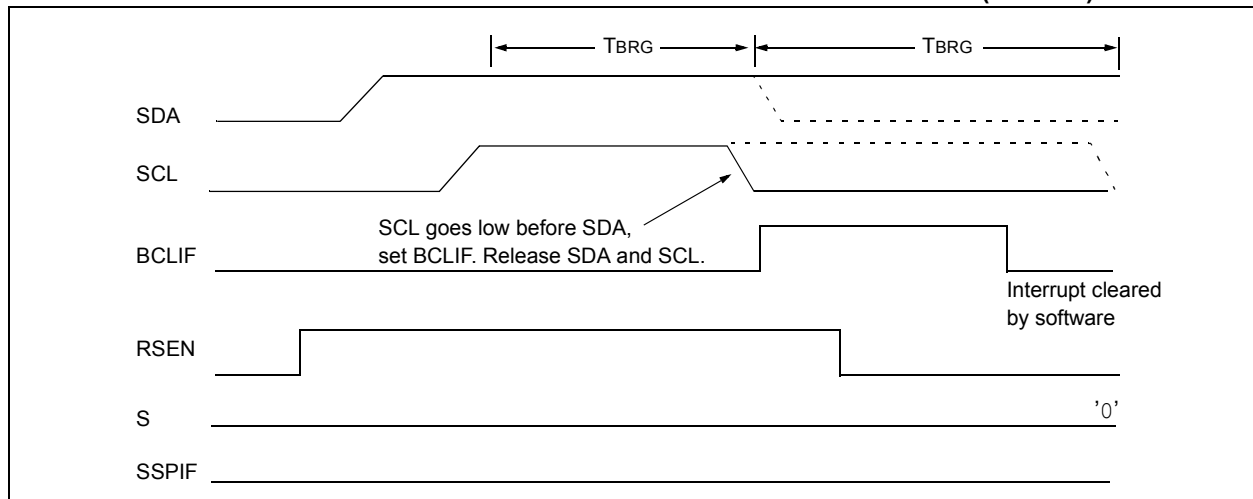 TBRG
TBRG
SDA
SCL
SCL goes low before SDA,
set BCLIF. Release SDA and SCL.
BCLIF
Interrupt cleared
by software
RSEN
S
'0'
SSPIF